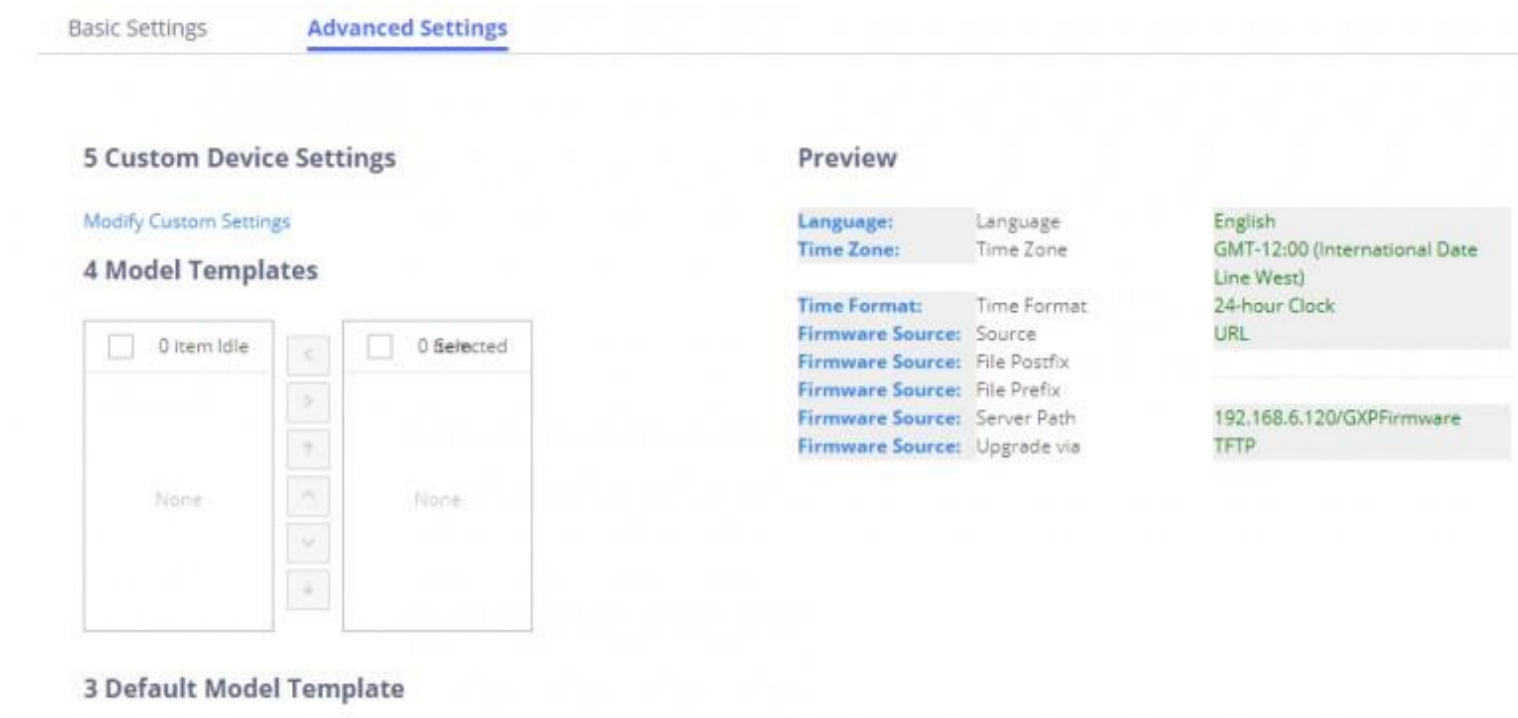 Basic Settings Advanced Settings
5 Custom Device Settings
Modify Custom Settings
4 Model Templates
0 item Idle
0 Selected
None
None
3 Default Model Template
Preview
Language: Language English
Time Zone: Time Zone GMT-12:00 (International Date
Line West)
Time Format: Time Format 24-hour Clock
Firmware Source: Source URL
Firmware Source: File Postfix
Firmware Source: File Prefix
Firmware Source: Server Path 192.168.6.120/GXPFirmware
Firmware Source: Upgrade via TFTP